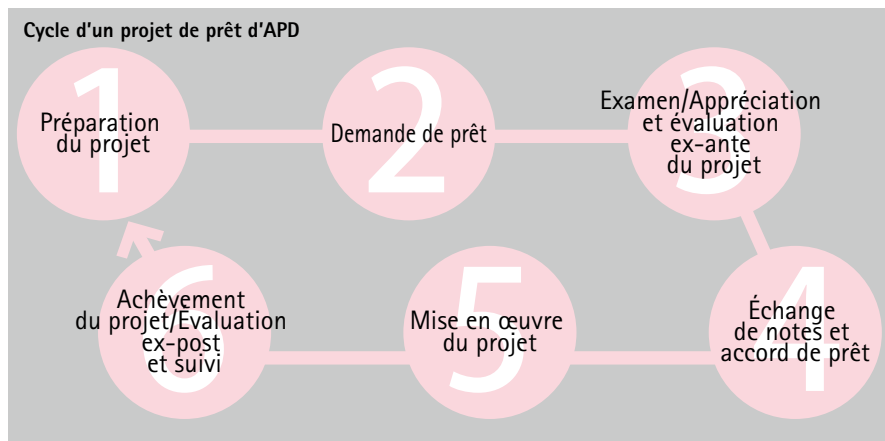 Cycle d'un projet de prêt d'APD
1
Préparation
du projet
2
Demande de prêt
3
Examen/Appréciation
et évaluation
ex-ante
du projet
4
Échange
de notes et
accord de prêt
5
Mise en œuvre
du projet
6
Achèvement
du projet/Évaluation
ex-post
et suivi